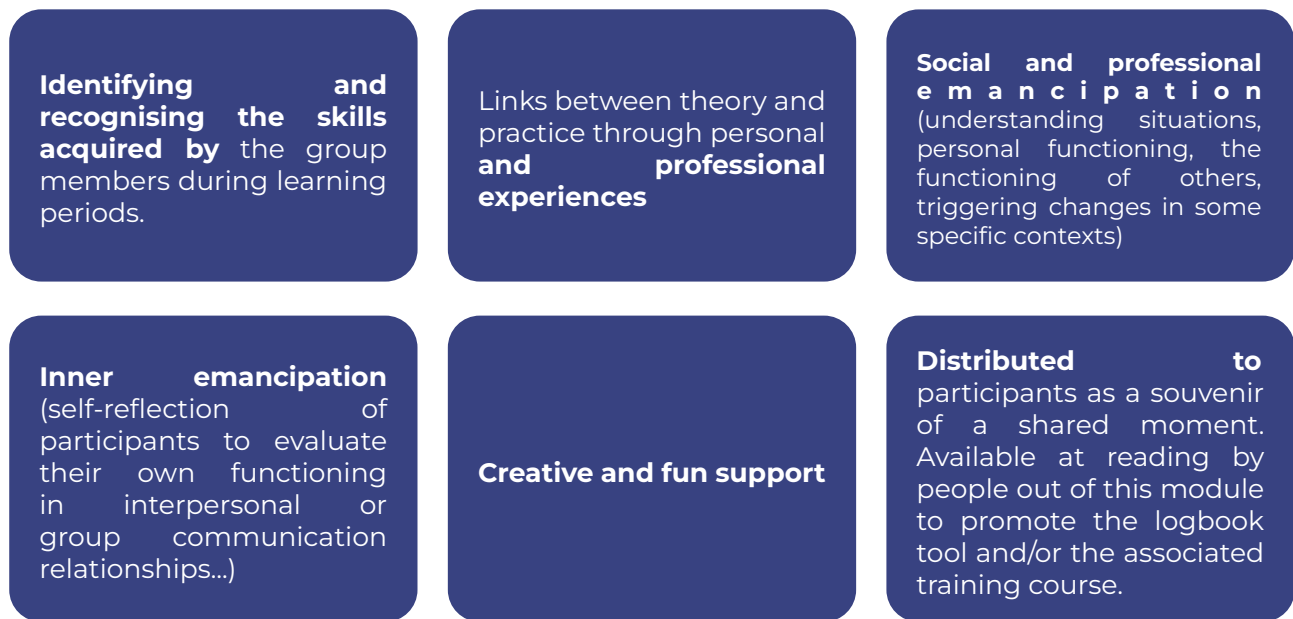 Identifying and
recognising the skills
acquired by the group
members during learning
periods.
Links between theory and
practice through personal
and professional
experiences
Social and professional
emancipation
(understanding situations,
personal functioning, the
functioning of others,
triggering changes in some
specific contexts)
Inner emancipation
(self-reflection of
participants to evaluate
their own functioning
in interpersonal or
group communication
relationships...)
Creative and fun support
Distributed to
participants as a souvenir
of a shared moment.
Available at reading by
people out of this module
to promote the logbook
tool and/or the associated
training course.